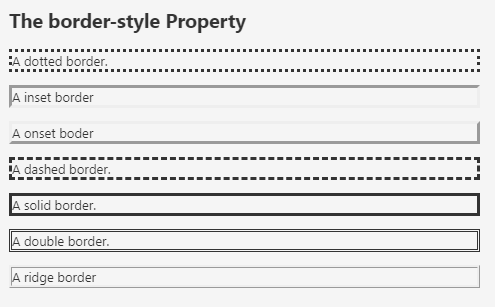 The border-style Property
A dotted border.
A inset border
A onset boder
A dashed border.
A solid border.
A double border.
A ridge border